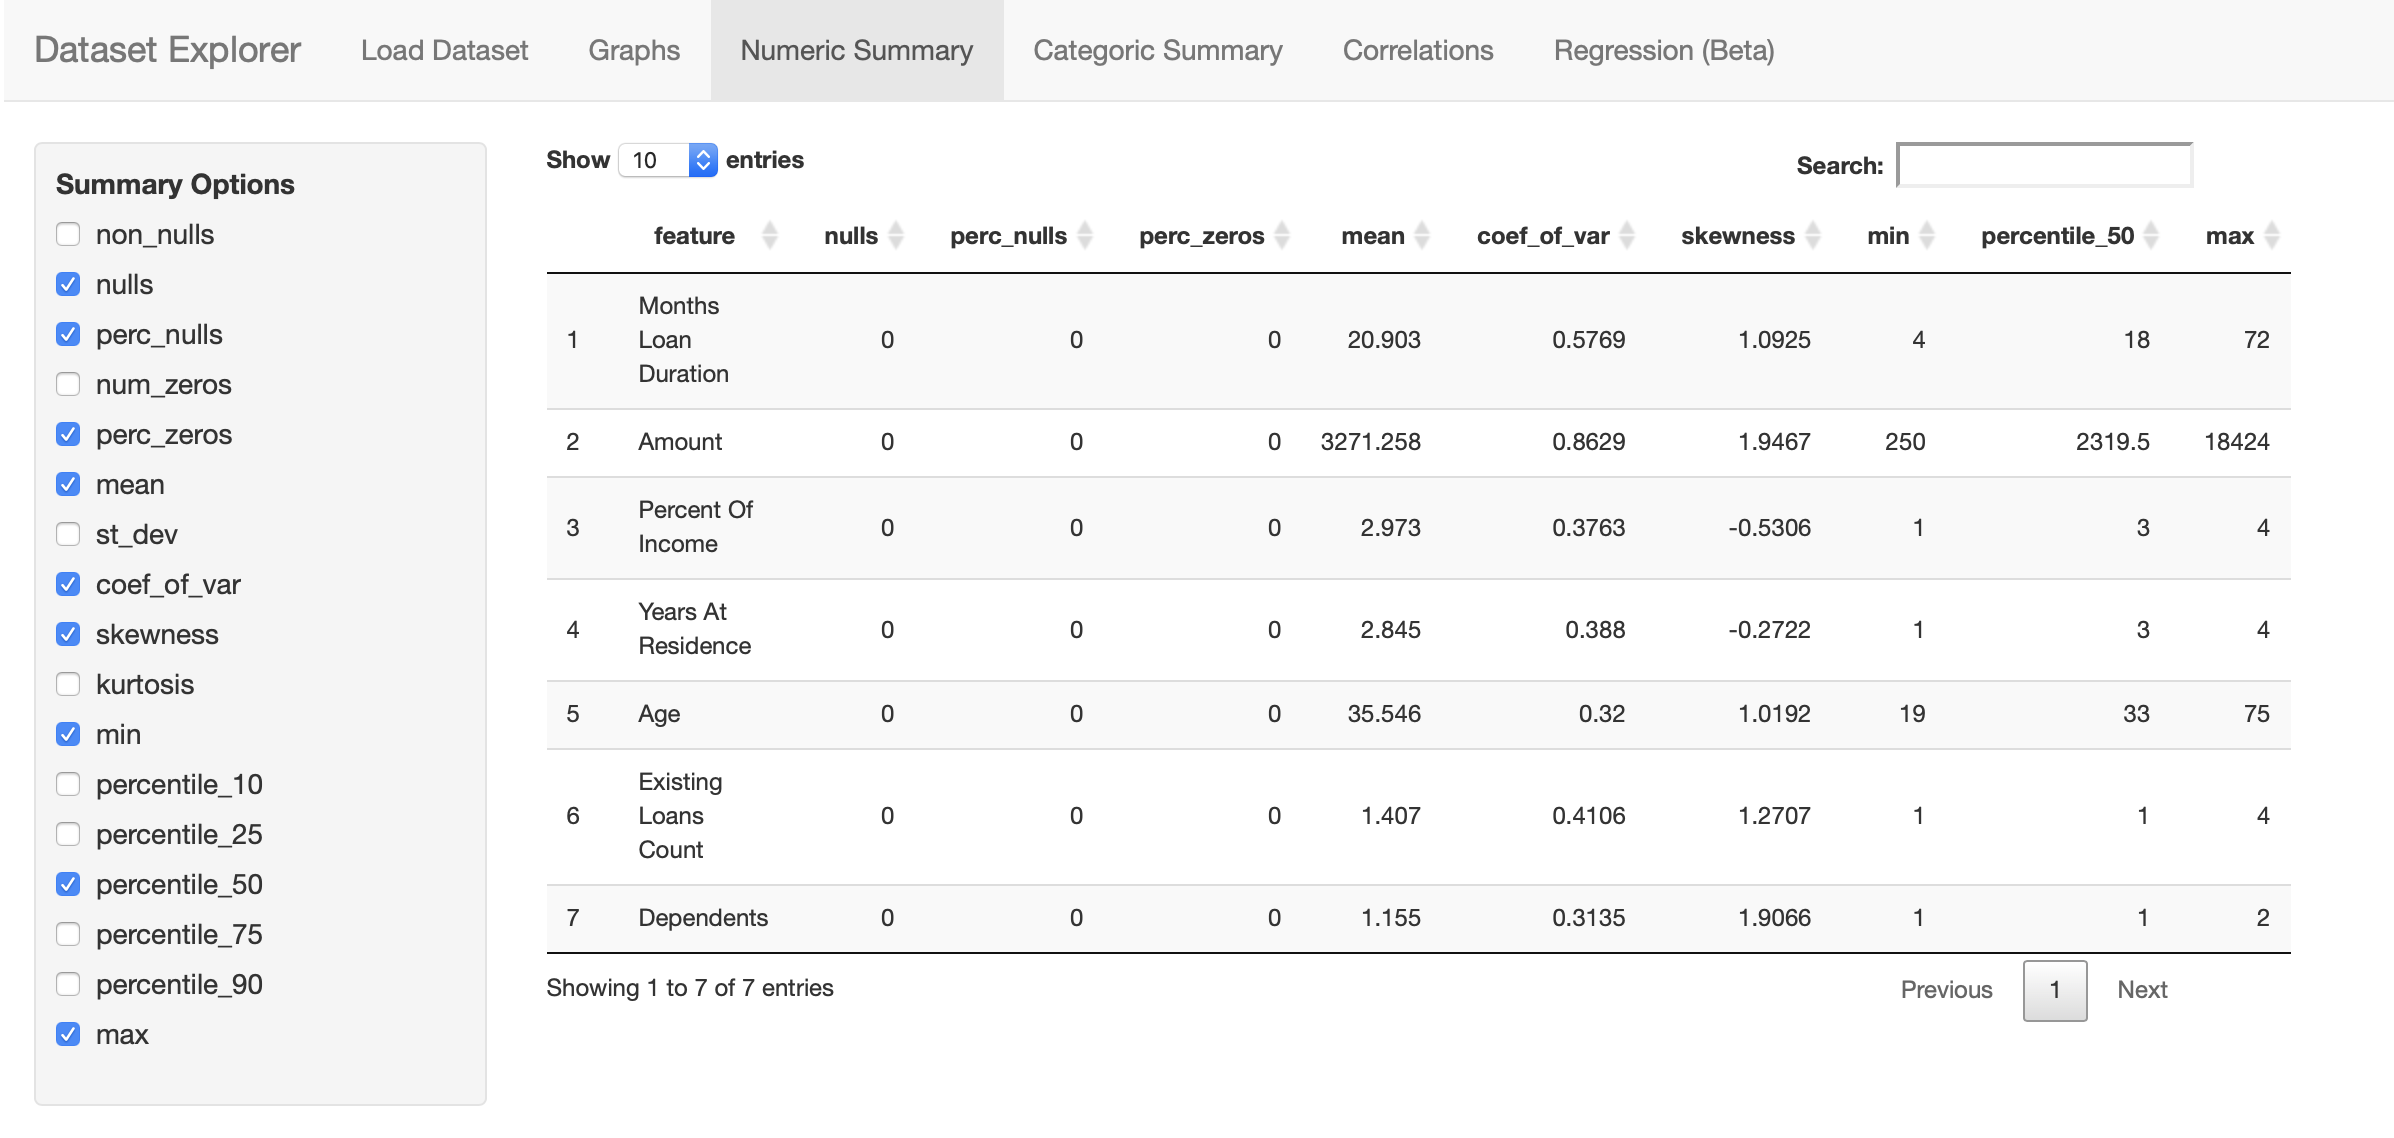 Dataset Explorer Load Dataset Graphs Numeric Summary Categoric Summary Correlations Regression (Beta)
Summary Options
non_nulls
nulls
perc_nulls
num_zeros
perc_zeros
mean
st_dev
coef_of_var
skewness
kurtosis
min
percentile_10
percentile_25
percentile_50
percentile_75
percentile_90
max
Show 10 entries
Search:
feature nulls perc_nulls perc_zeros mean coef_of_var skewness min percentile_50 max
Months
Loan
1 0 0 0 20.903 0.5769 1.0925 4 18 72
Duration
2 Amount 0 0 0 3271.258 0.8629 1.9467 250 2319.5 18424
Percent Of
3 0 0 0 2.973 0.3763 -0.5306 1 3 4
Income
Years At
4 0 0 0 2.845 0.388 -0.2722 1 3 4
Residence
5 Age 0 0 0 35.546 0.32 1.0192 19 33 75
Existing
Loans
6 0 0 0 1.407 0.4106 1.2707 1 1 4
Count
7 Dependents 0 0 0 1.155 0.3135 1.9066 1 1 2
Showing 1 to 7 of 7 entries
Previous 1 Next